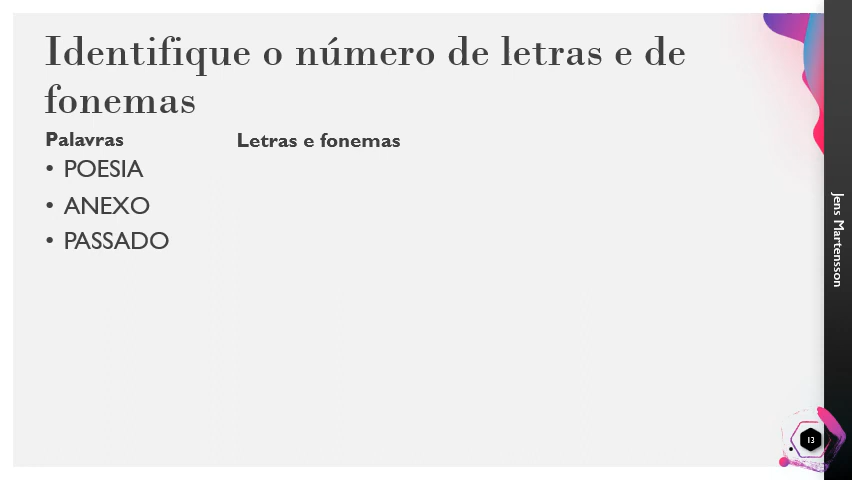 Identifique o número de letras e de
fonemas
Palavras
Letras e fonemas
• POESIA
• ANEXO
• PASSADO
Jens Martensson
13